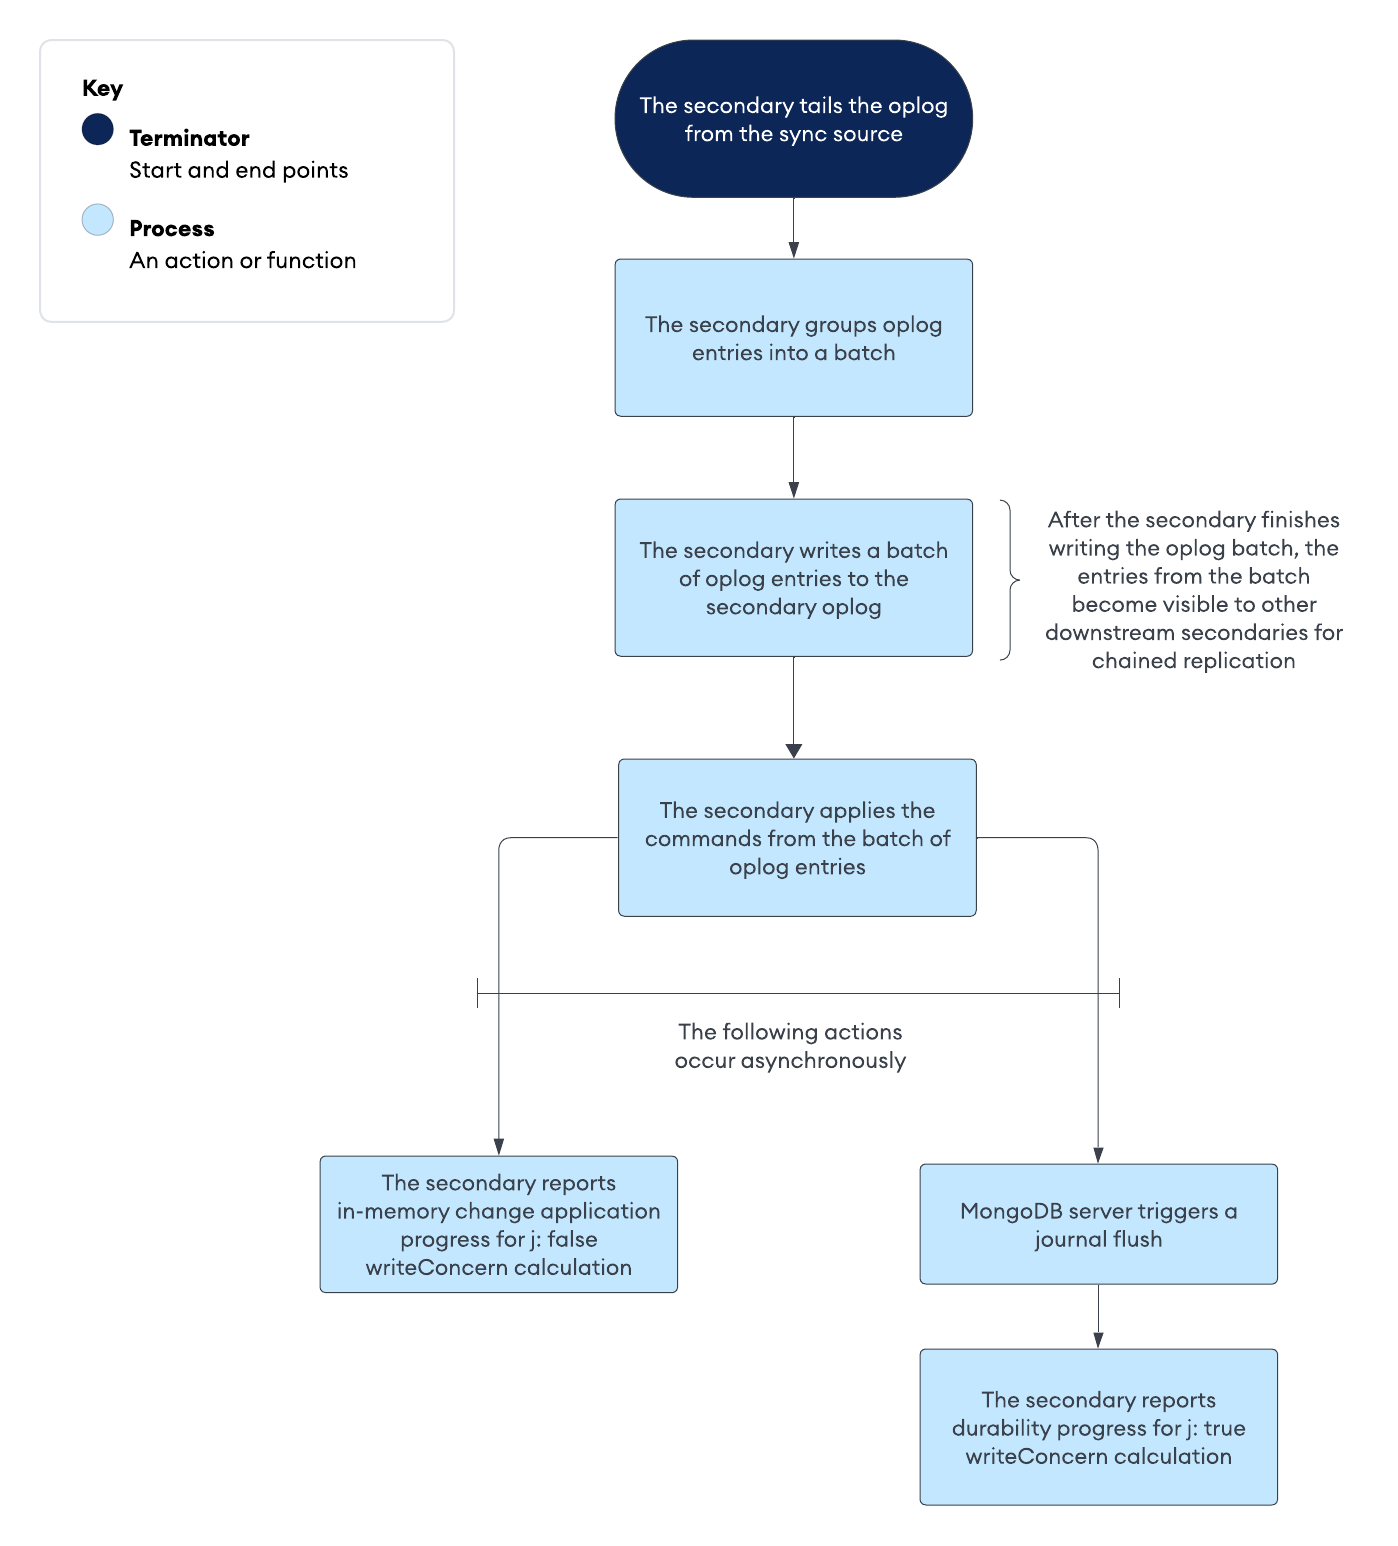 Key
Terminator
Start and end points
Process
An action or function
The secondary tails the oplog
from the sync source
The secondary groups oplog
entries into a batch
The secondary writes a batch
of oplog entries to the
secondary oplog
After the secondary finishes
writing the oplog batch, the
entries from the batch
become visible to other
downstream secondaries for
chained replication
The secondary applies the
commands from the batch of
oplog entries
The following actions
occur asynchronously
The secondary reports
in-memory change application
progress for j: false
writeConcern calculation
MongoDB server triggers a
journal flush
The secondary reports
durability progress for j: true
writeConcern calculation